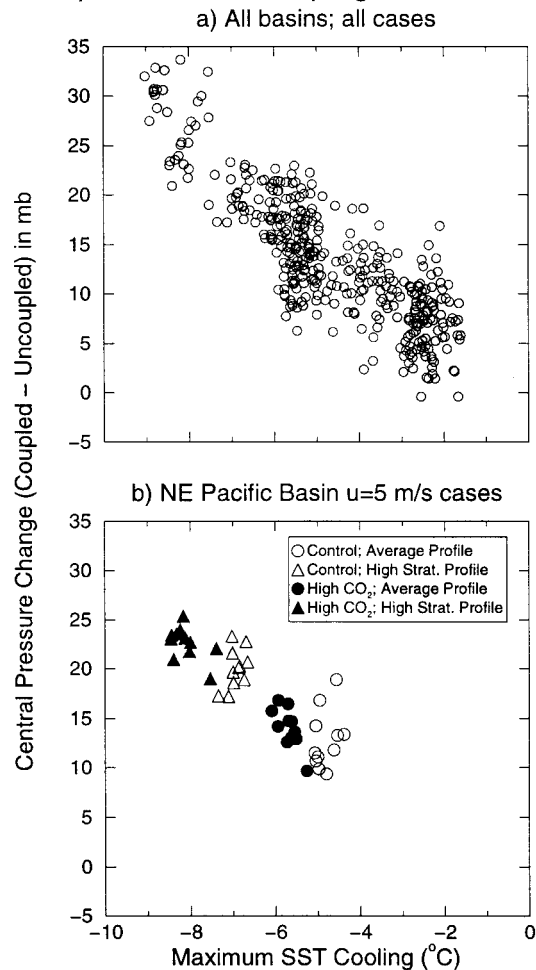 a) All basins; all cases
35
30
25
20
15
10
5
0
−5
Central Pressure Change (Coupled − Uncoupled) in mb
b) NE Pacific Basin u=5 m/s cases
35
30
25
20
15
10
5
0
−5
Control; Average Profile
Control; High Strat. Profile
High CO₂; Average Profile
High CO₂; High Strat. Profile
−10 −8 −6 −4 −2 0
Maximum SST Cooling (°C)